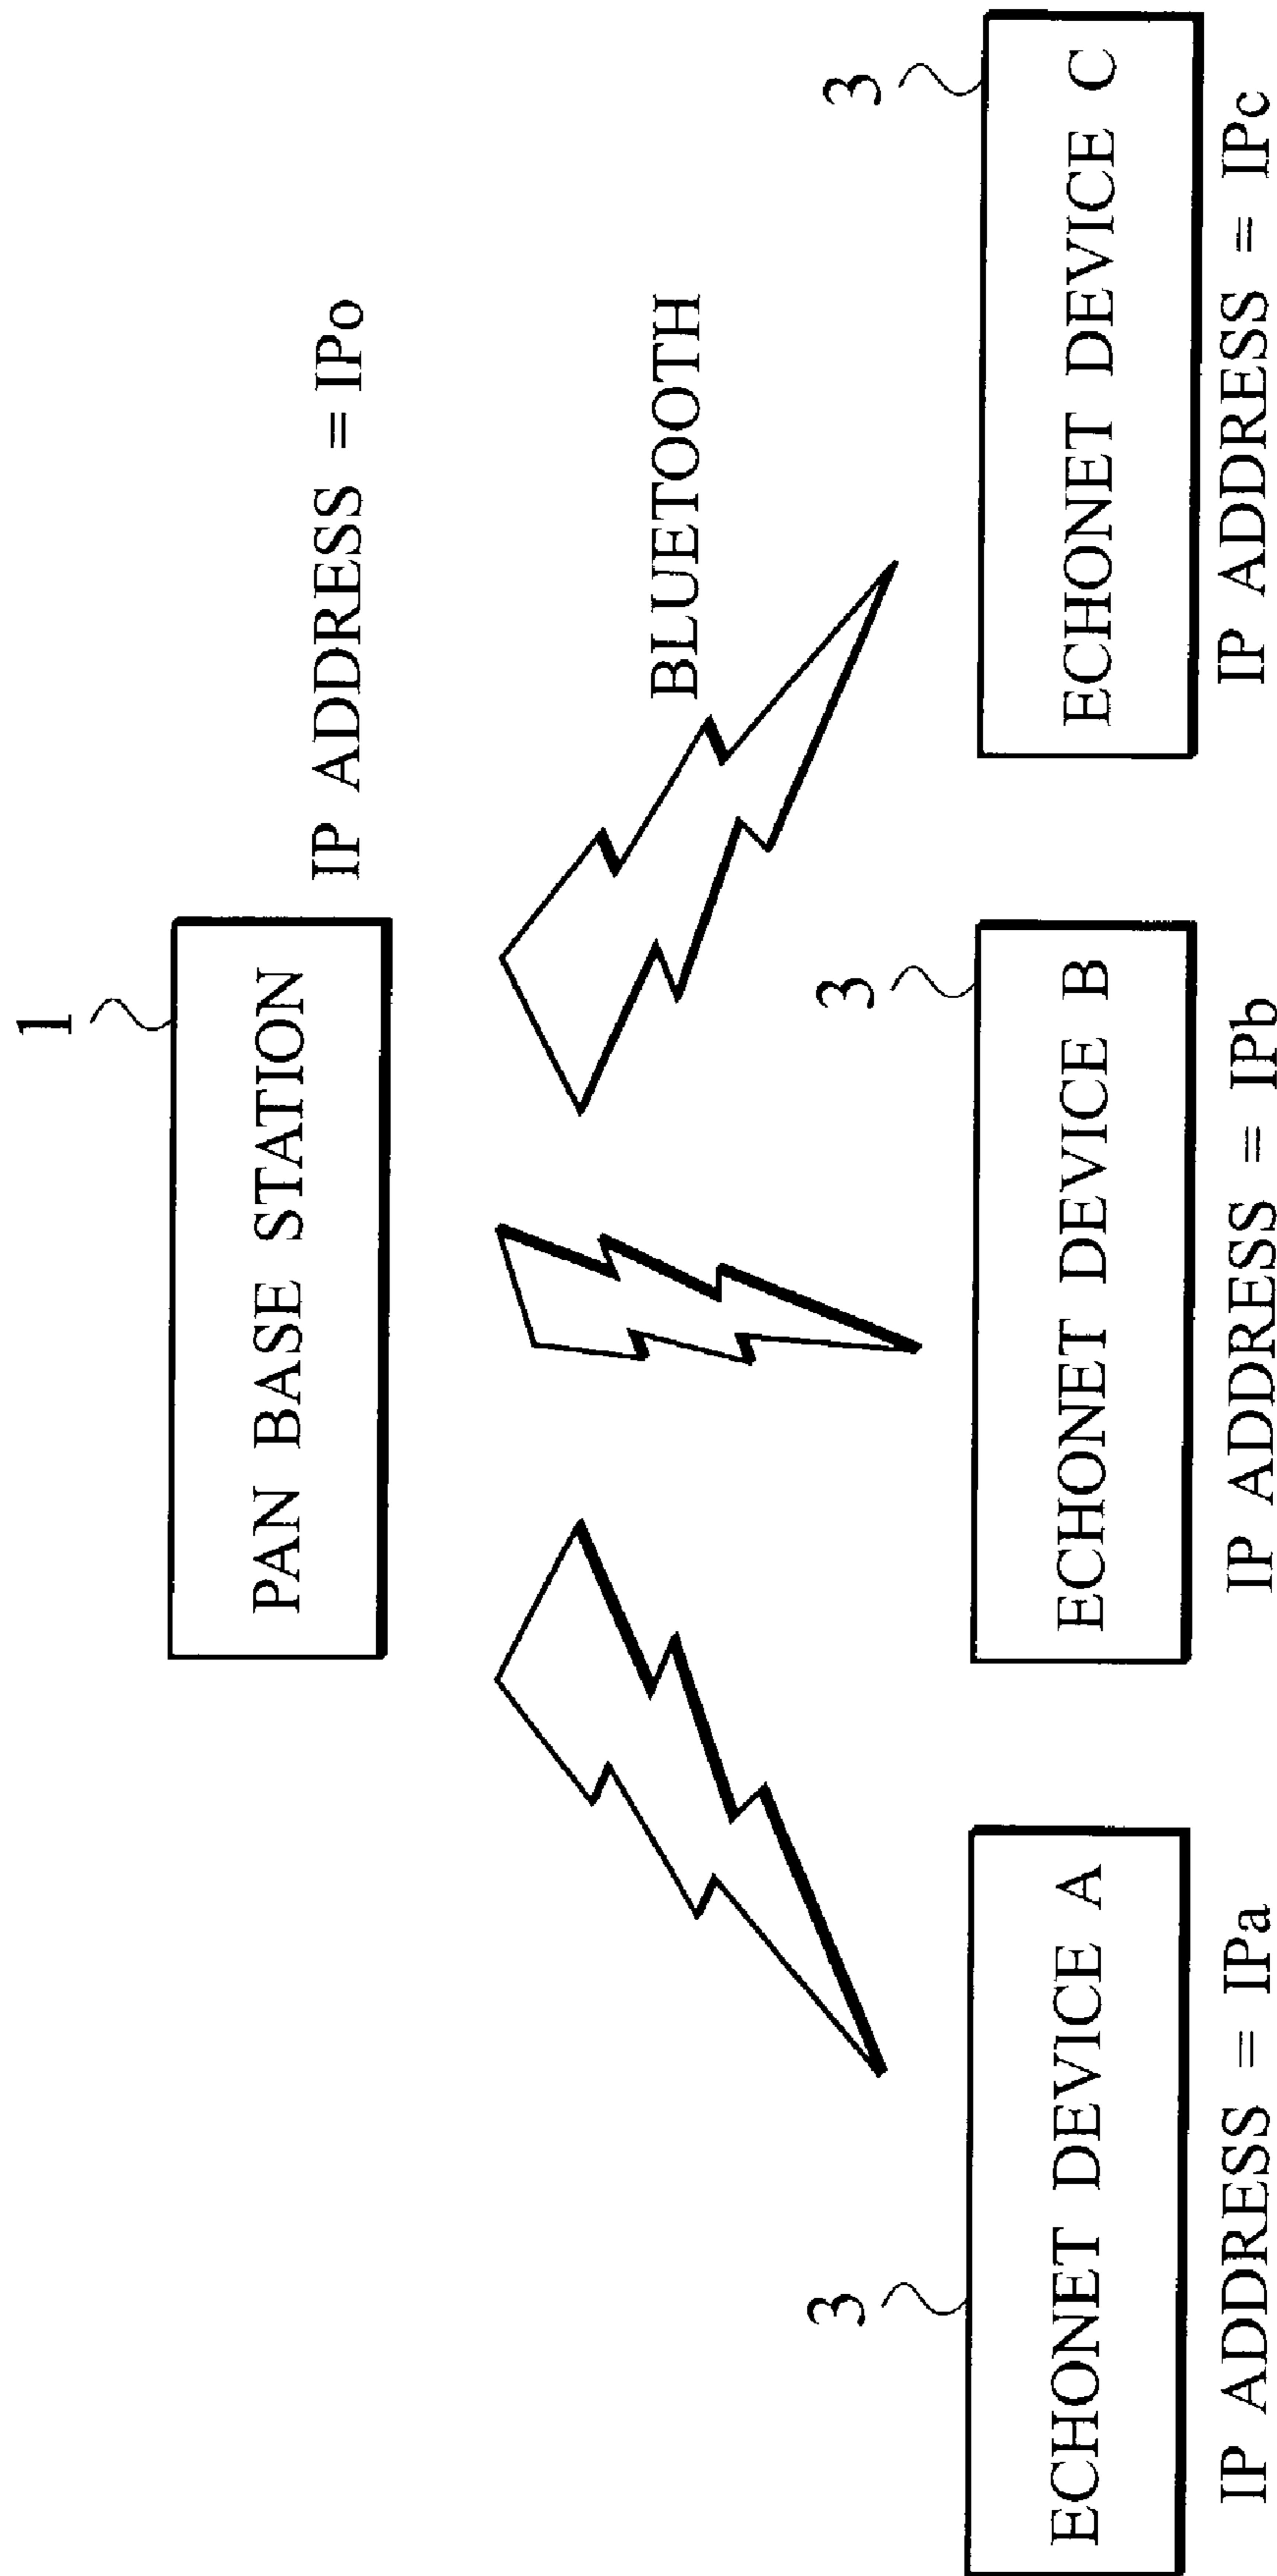 1
PAN BASE STATION
IP ADDRESS = IPo
BLUETOOTH
3
ECHONET DEVICE A
IP ADDRESS = IPa
3
ECHONET DEVICE B
IP ADDRESS = IPb
3
ECHONET DEVICE C
IP ADDRESS = IPc